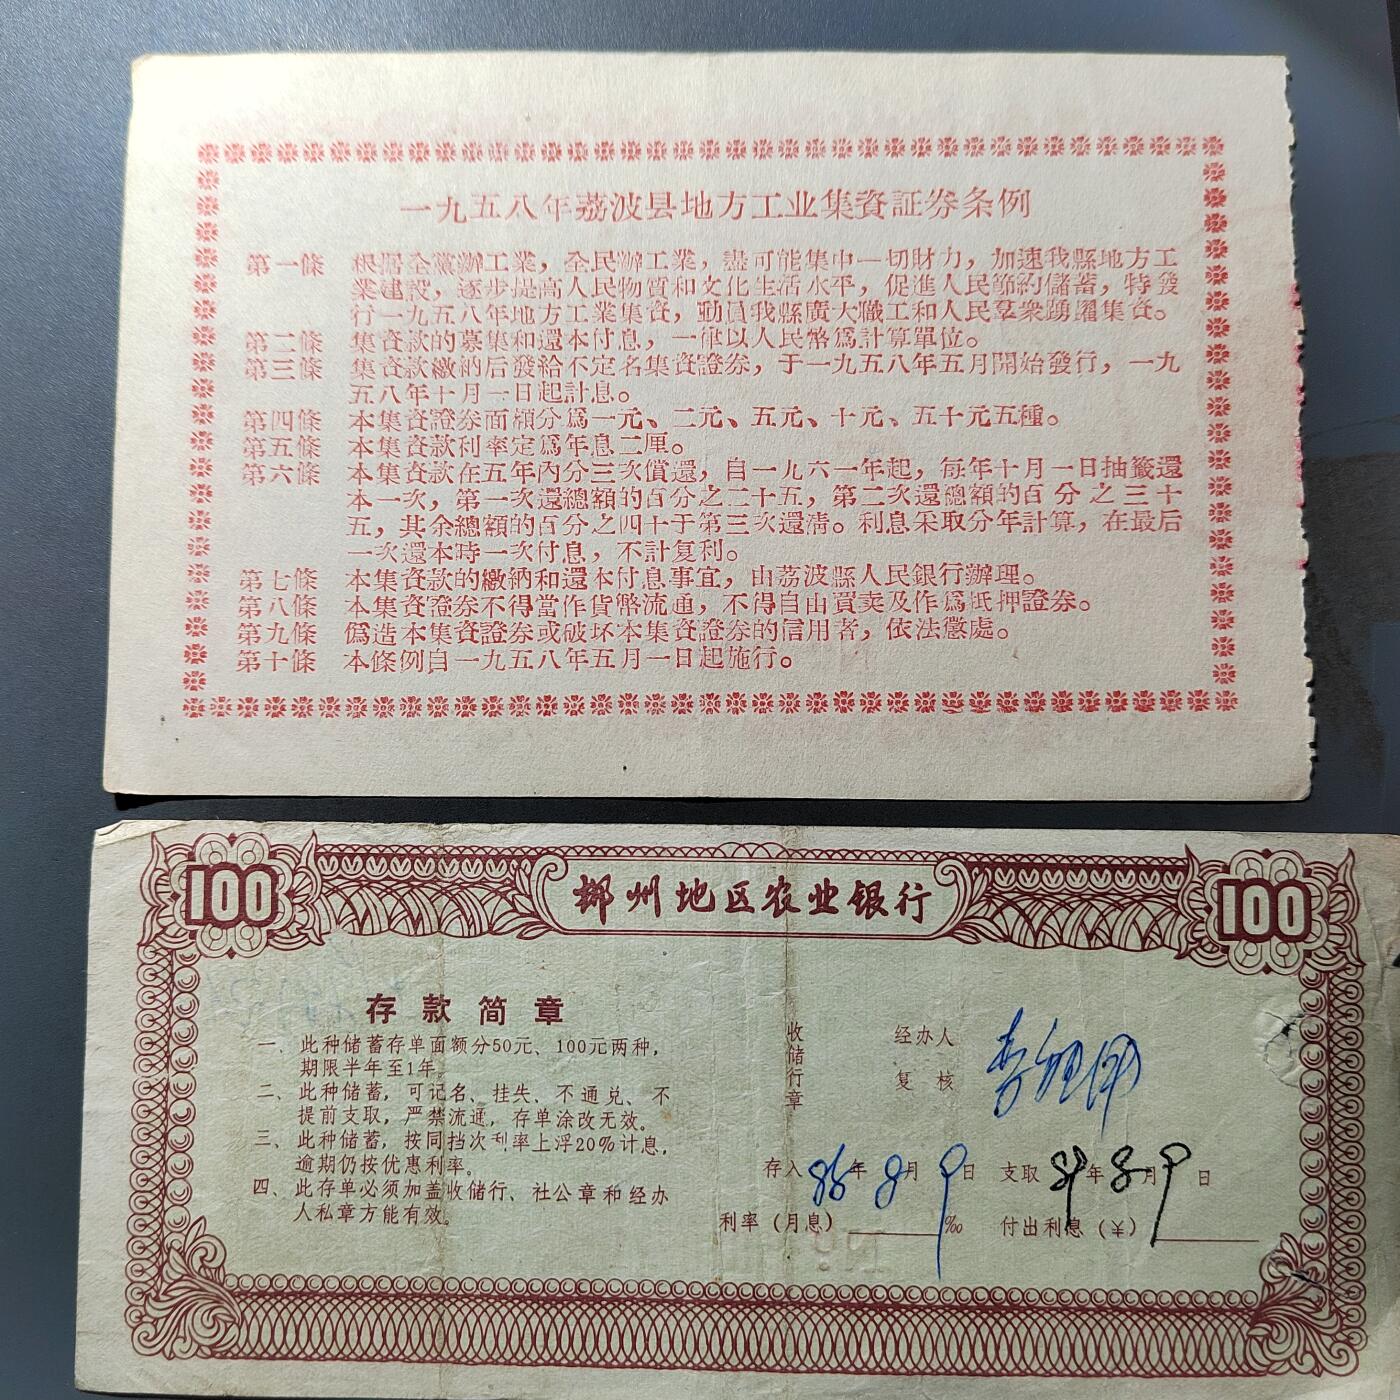 一九五八年荔波县地方工业集資証券条例
第一條 根据全黨辦工業，全民辦工業，盡可能集中一切財力，加速我縣地方工
業建設，逐步提高人民物質和文化生活水平，促進人民節約儲蓄，特發
行一九五八年地方工業集資，動員我縣廣大職工和人民羣衆踴躍集資。
第二條 集資款的募集和還本付息，一律以人民幣爲計算單位。
第三條 集資款繳納后發給不定名集資證券，于一九五八年五月開始發行，一九
五八年十月一日起計息。
第四條 本集資證券面額分爲一元、二元、五元、十元、五十元五種。
第五條 本集資款利率定爲年息二厘。
第六條 本集資款在五年內分三次償還，自一九六一年起，每年十月一日抽籤還
本一次，第一次還總額的百分之二十五，第二次還總額的百分之三十
五，其余總額的百分之四十于第三次還清。利息采取分年計算，在最后
一次還本時一次付息，不計复利。
第七條 本集資款的繳納和還本付息事宜，由荔波縣人民銀行辦理。
第八條 本集資證券不得當作貨幣流通，不得自由買卖及作爲抵押證券。
第九條 僞造本集資證券或破坏本集資證券的信用者，依法懲處。
第十條 本條例自一九五八年五月一日起施行。
100 郴州地区农业银行 100
存款简章
一、此种储蓄存单面额分50元、100元两种，
期限半年至1年。
二、此种储蓄，可记名、挂失、不通兑、不
提前支取，严禁流通，存单涂改无效。
三、此种储蓄，按同挡次利率上浮20%计息，
逾期仍按优惠利率。
四、此存单必须加盖收储行、社公章和经办
人私章方能有效。
收储行章
经办人
复核
存入86年8月9日 支取87年8月9日
利率（月息） ‰ 付出利息（¥）